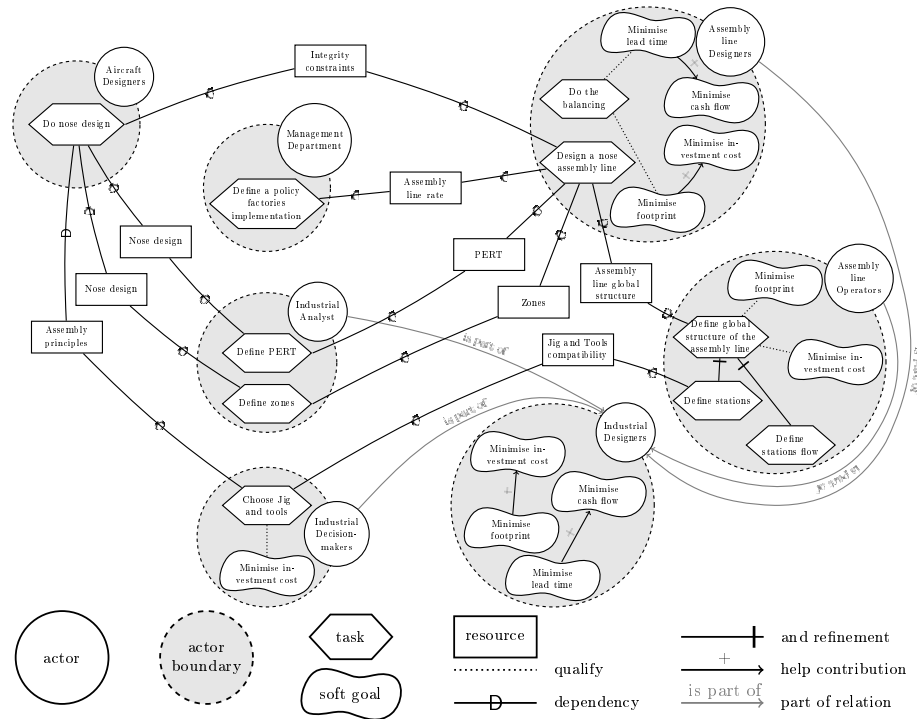 Aircraft
Designers
Do nose design
Integrity
constraints
Management
Department
Define a policy
factories
implementation
Assembly
line rate
Minimise
lead time
Assembly
line
Designers
Do the
balancing
Minimise
cash flow
Minimise in-
vestment cost
Design a nose
assembly line
Minimise
footprint
Nose design
Nose design
Assembly
principles
PERT
Zones
Assembly
line global
structure
Industrial
Analyst
Define PERT
Define zones
is part of
Jig and Tools
compatibility
Minimise
footprint
Assembly
line
Operators
Define global
structure of the
assembly line
Minimise in-
vestment cost
Define stations
Define
stations flow
is part of
is part of
is part of
Industrial
Designers
Minimise in-
vestment cost
Minimise
cash flow
Minimise
footprint
Minimise
lead time
Choose Jig
and tools
Industrial
Decision-
makers
Minimise in-
vestment cost
actor
actor
boundary
task
soft goal
resource
qualify
D
dependency
and refinement
+
help contribution
is part of
part of relation